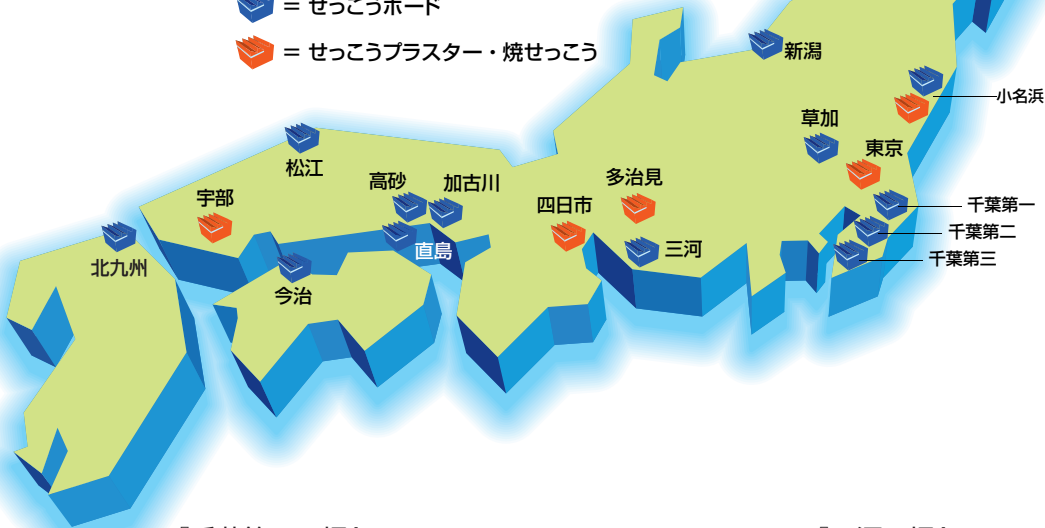 = せっこうボード
= せっこうプラスター・焼せっこう
新潟
小名浜
草加
東京
松江
高砂
加古川
多治見
四日市
宇部
千葉第一
千葉第二
千葉第三
直島
三河
北九州
今治